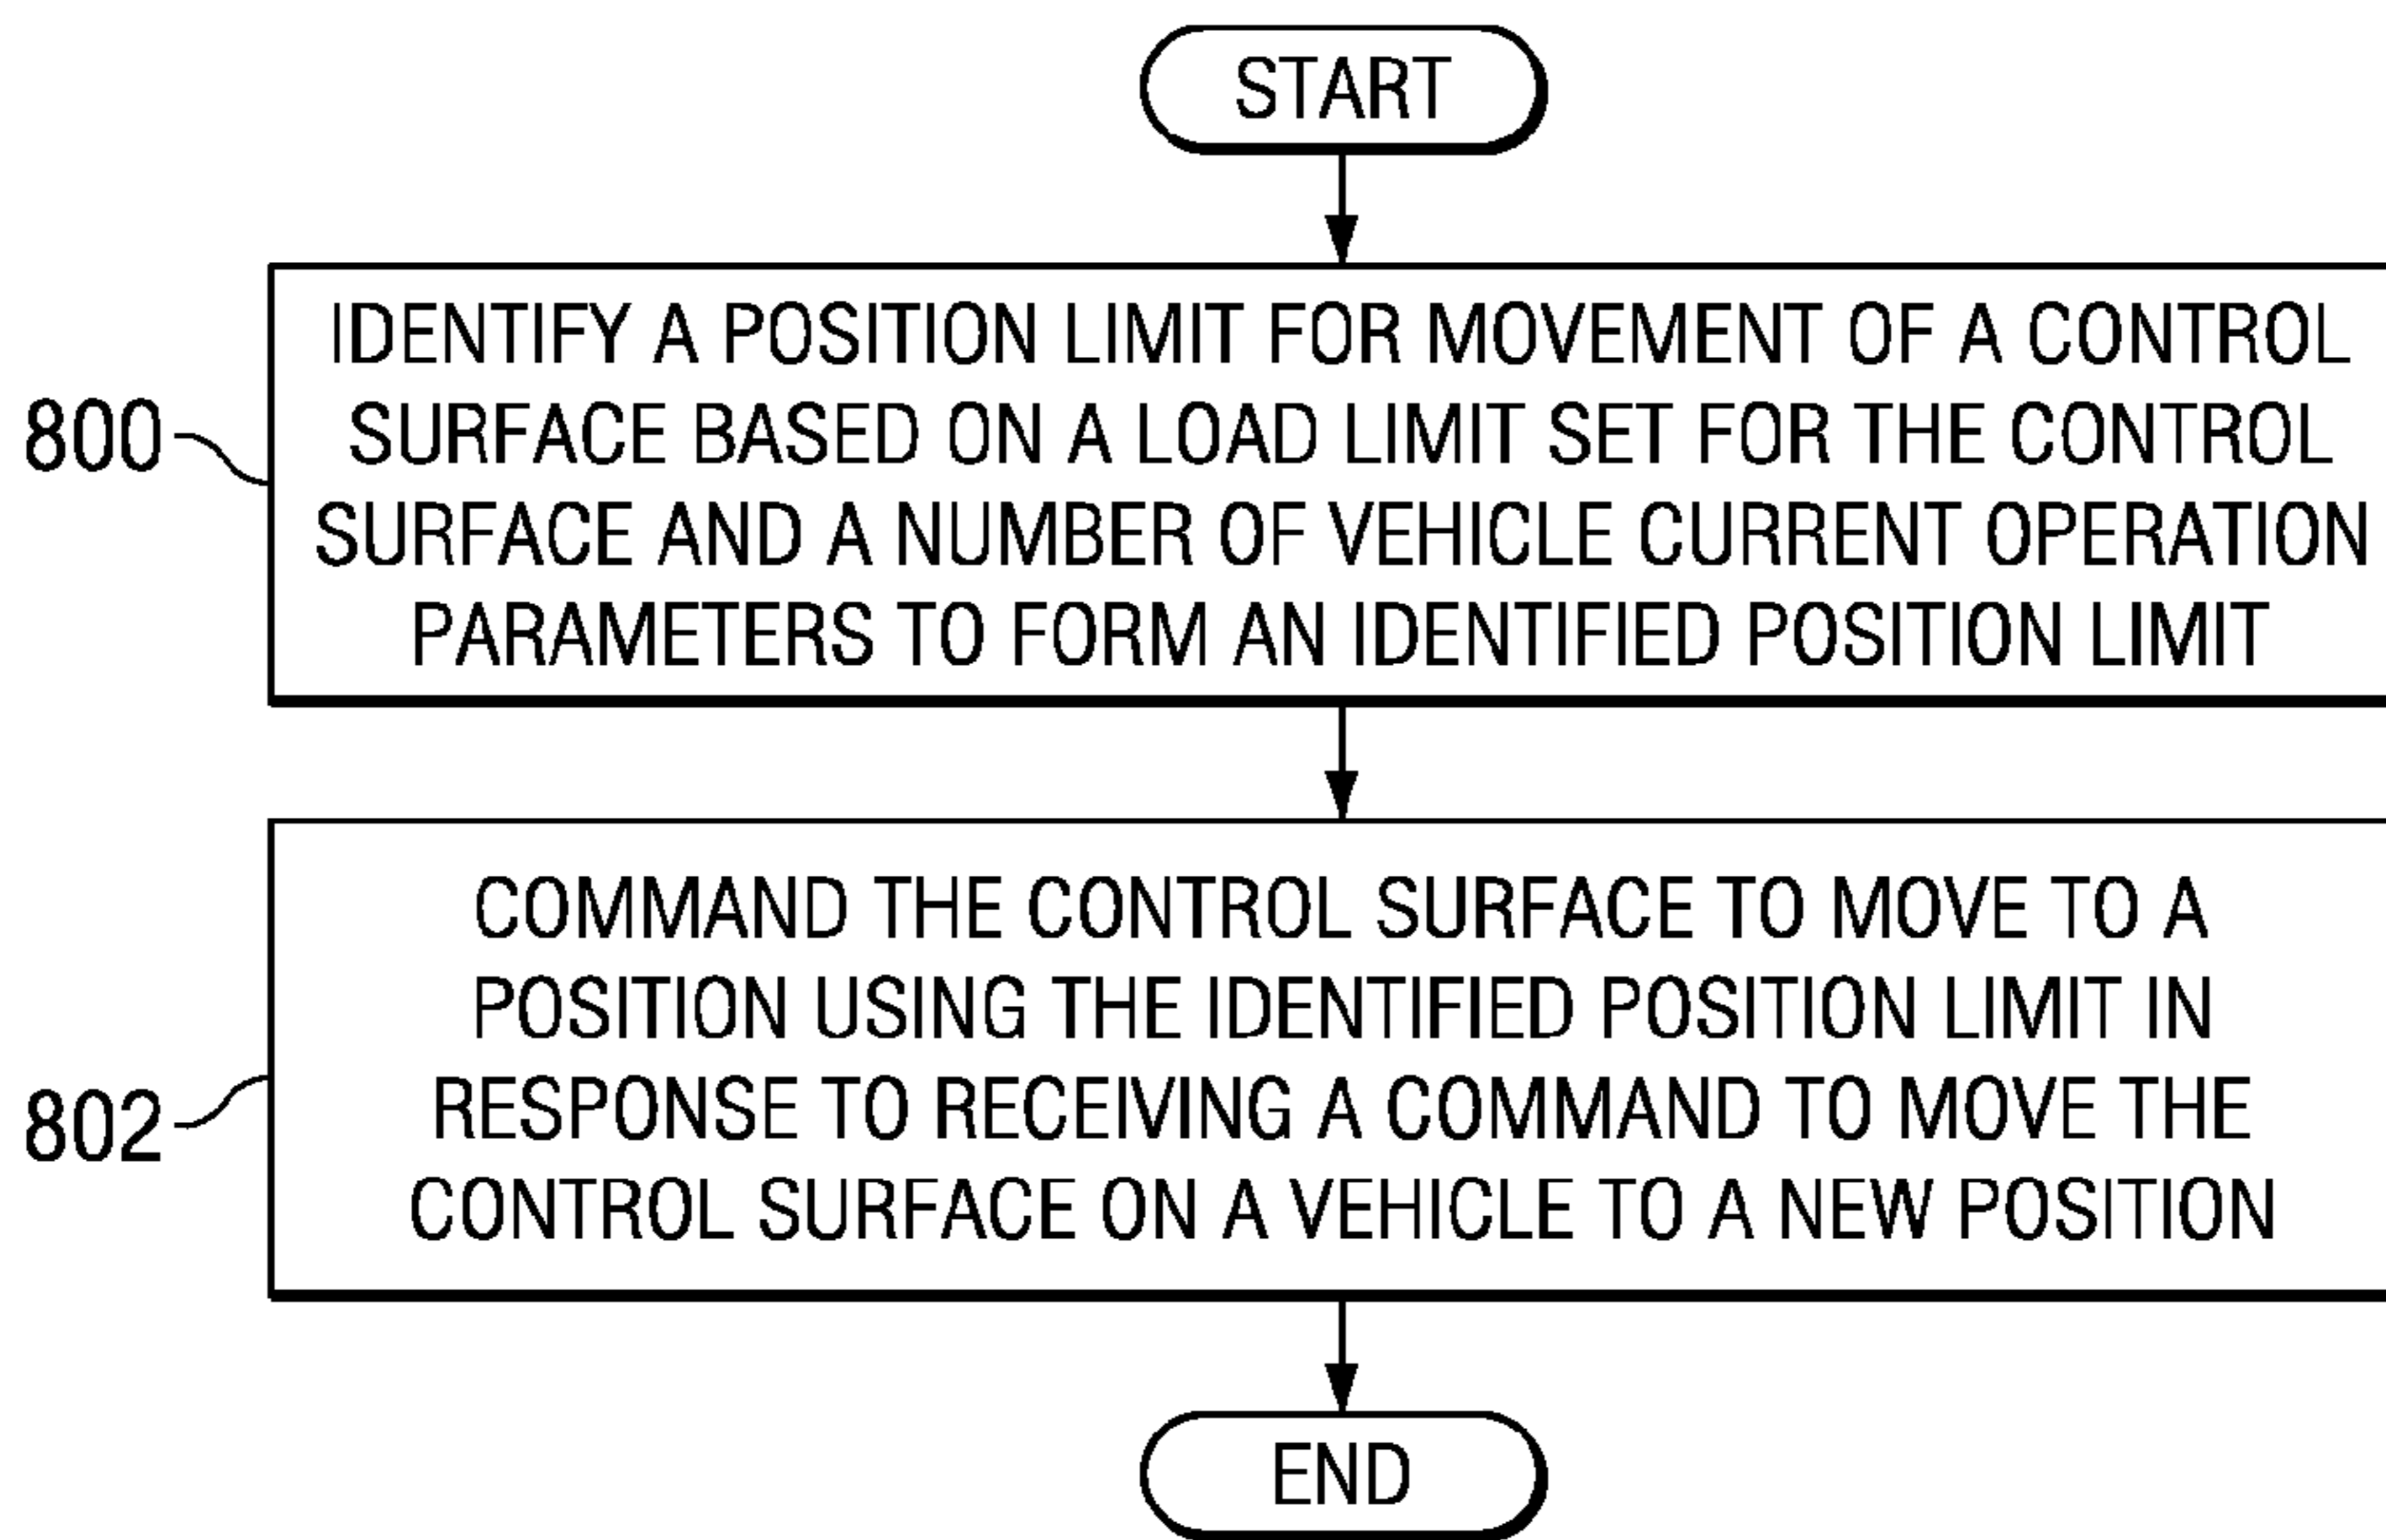 START
IDENTIFY A POSITION LIMIT FOR MOVEMENT OF A CONTROL
SURFACE BASED ON A LOAD LIMIT SET FOR THE CONTROL
SURFACE AND A NUMBER OF VEHICLE CURRENT OPERATION
PARAMETERS TO FORM AN IDENTIFIED POSITION LIMIT
800
COMMAND THE CONTROL SURFACE TO MOVE TO A
POSITION USING THE IDENTIFIED POSITION LIMIT IN
RESPONSE TO RECEIVING A COMMAND TO MOVE THE
CONTROL SURFACE ON A VEHICLE TO A NEW POSITION
802
END